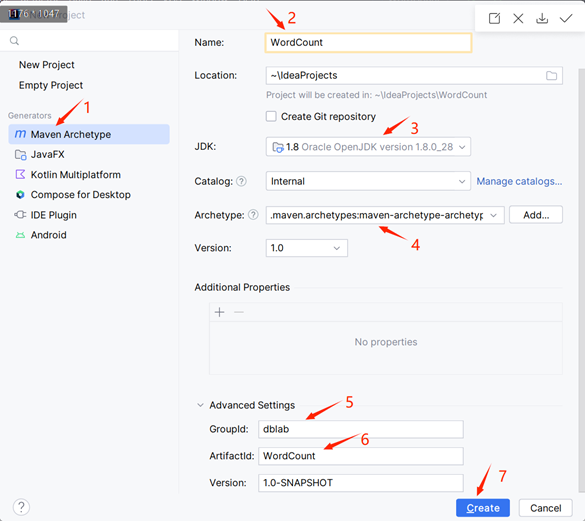 1176 * 1047
Project
2
Name:
WordCount
New Project
Location:
~\IdeaProjects
Empty Project
Project will be created in: ~\IdeaProjects\WordCount
1
Create Git repository
Generators
3
Maven Archetype
JDK:
1.8 Oracle OpenJDK version 1.8.0_28
JavaFX
Kotlin Multiplatform
Catalog: ?
Internal
Manage catalogs...
Compose for Desktop
IDE Plugin
Archetype: ?
.maven.archetypes:maven-archetype-archetyp
Add...
Android
4
Version:
1.0
Additional Properties
No properties
Advanced Settings
5
GroupId:
dblab
6
ArtifactId:
WordCount
7
Version:
1.0-SNAPSHOT
?
Create
Cancel